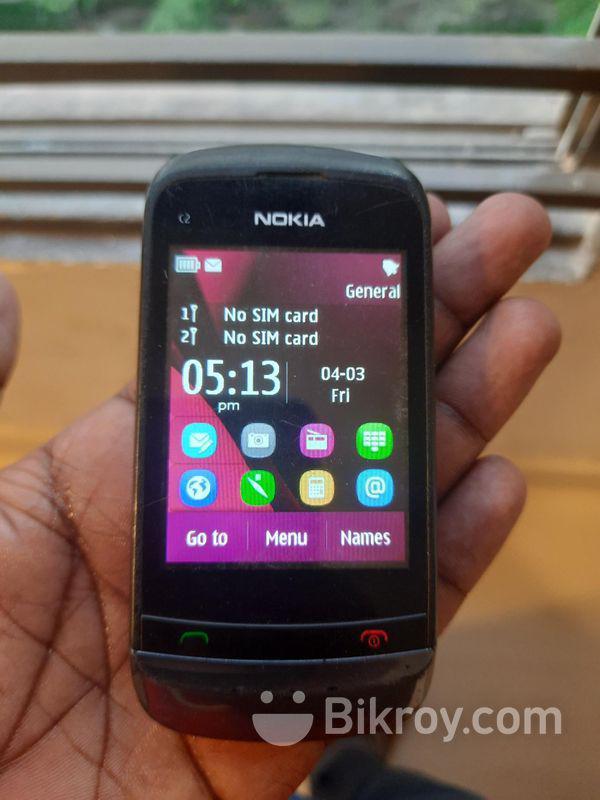 C2
NOKIA
General
1 No SIM card
2 No SIM card
05:13
pm
04-03
Fri
@
Go to Menu Names
Bikroy.com